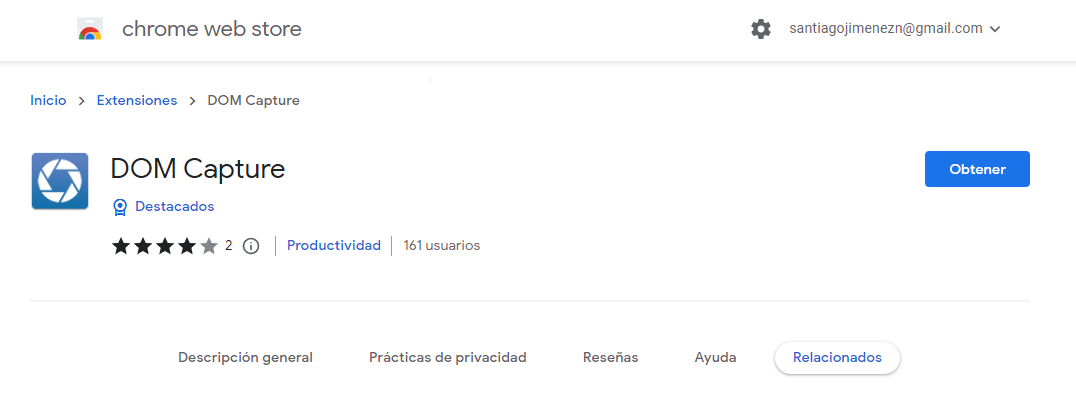 chrome web store
santiagojimenezn@gmail.com
Inicio > Extensiones > DOM Capture
DOM Capture
Obtener
Destacados
2 Productividad 161 usuarios
Descripción general Prácticas de privacidad Reseñas Ayuda Relacionados